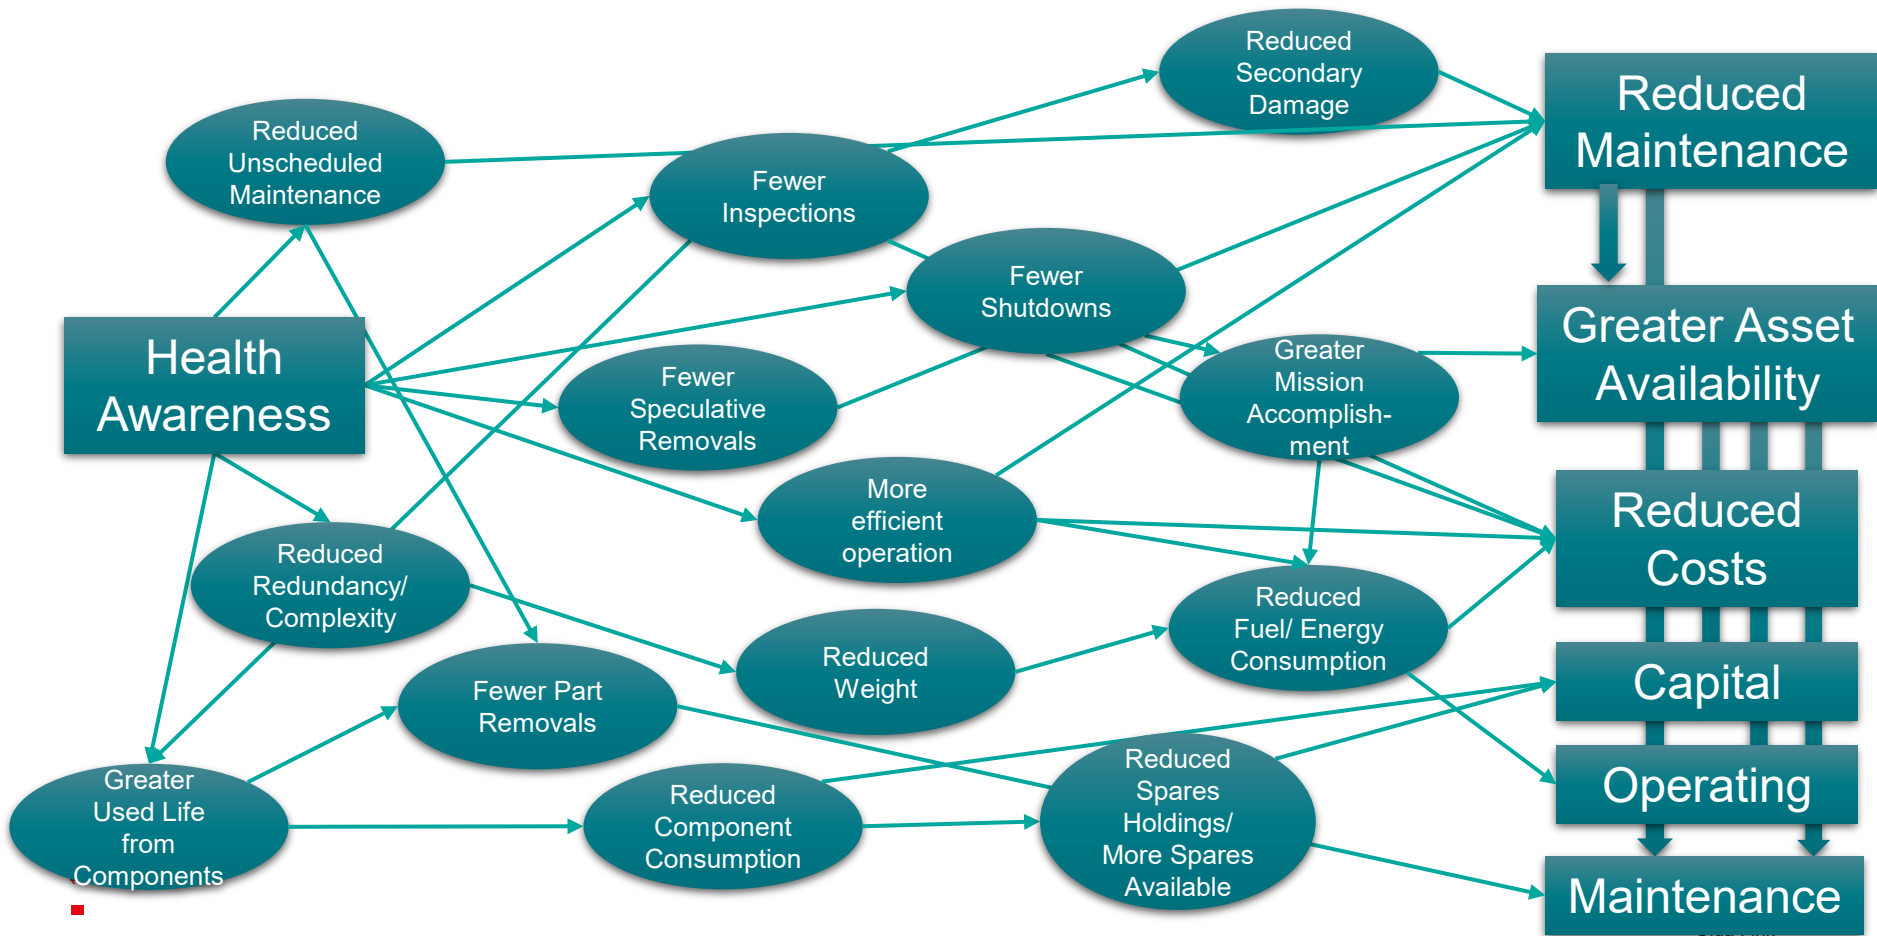 Reduced
Secondary
Damage
Reduced
Maintenance
Reduced
Unscheduled
Maintenance
Fewer
Inspections
Fewer
Shutdowns
Greater Asset
Availability
Health
Awareness
Fewer
Speculative
Removals
Greater
Mission
Accomplish-
ment
More
efficient
operation
Reduced
Costs
Reduced
Redundancy/
Complexity
Reduced
Fuel/ Energy
Consumption
Reduced
Weight
Fewer Part
Removals
Capital
Greater
Used Life
from
Components
Reduced
Component
Consumption
Reduced
Spares
Holdings/
More Spares
Available
Operating
Maintenance